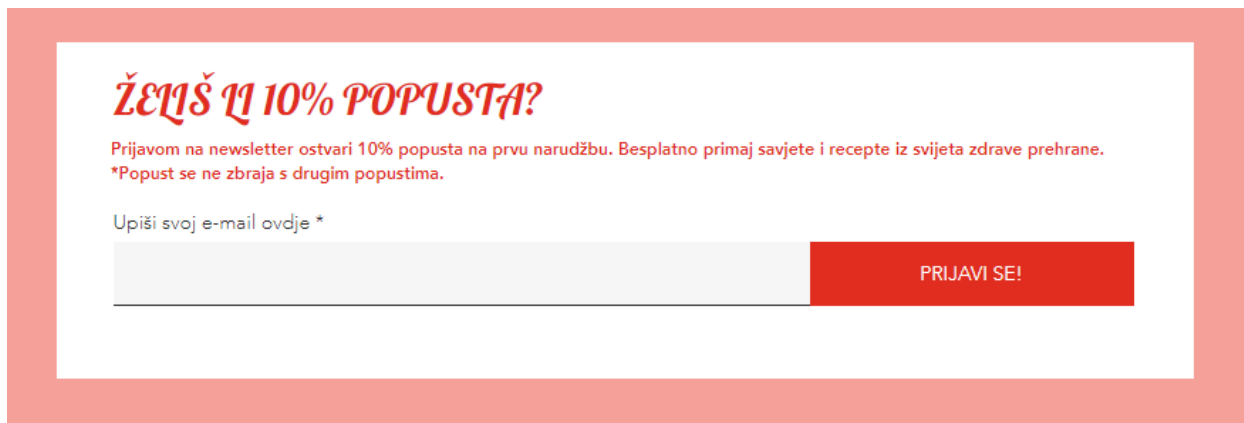 ŽELIŠ LI 10% POPUSTA?
Prijavom na newsletter ostvari 10% popusta na prvu narudžbu. Besplatno primaj savjete i recepte iz svijeta zdrave prehrane.
*Popust se ne zbraja s drugim popustima.
Upiši svoj e-mail ovdje *
PRIJAVI SE!